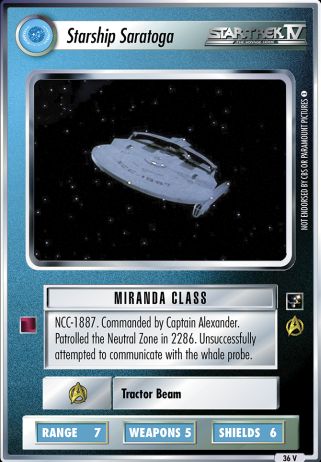 Starship Saratoga
STAR TREK IV
THE VOYAGE HOME
NOT ENDORSED BY CBS OR PARAMOUNT PICTURES
MIRANDA CLASS
NCC-1887. Commanded by Captain Alexander.
Patrolled the Neutral Zone in 2286. Unsuccessfully
attempted to communicate with the whale probe.
Tractor Beam
RANGE 7 WEAPONS 5 SHIELDS 6
36 V